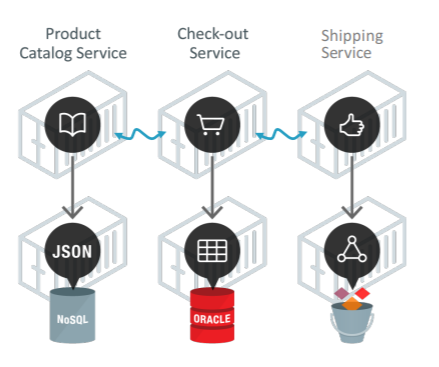 Product
Catalog Service
Check-out
Service
Shipping
Service
JSON
NoSQL
ORACLE